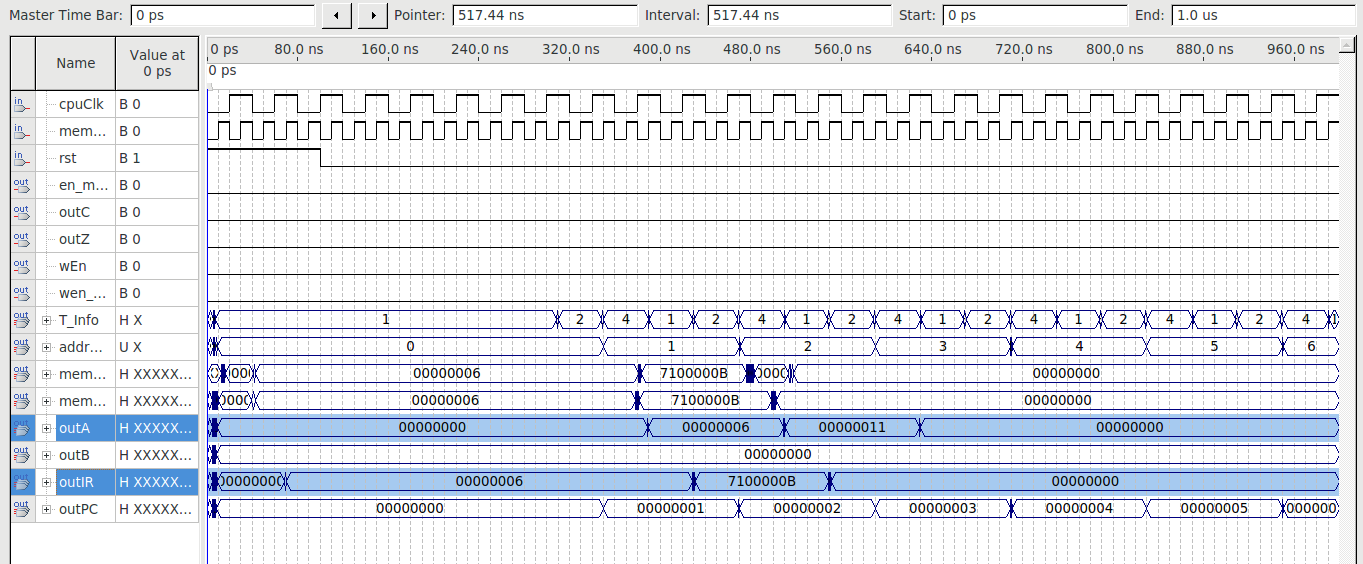 Master Time Bar: 0 ps Pointer: 517.44 ns Interval: 517.44 ns Start: 0 ps End: 1.0 us
Name Value at 0 ps 0 ps 80.0 ns 160.0 ns 240.0 ns 320.0 ns 400.0 ns 480.0 ns 560.0 ns 640.0 ns 720.0 ns 800.0 ns 880.0 ns 960.0 ns
0 ps
in cpuClk B 0
in mem... B 0
in rst B 1
out en_m... B 0
out outC B 0
out outZ B 0
out wEn B 0
out wen_... B 0
out T_Info H X 1 2 4 1 2 4 1 2 4 1 2 4 1 2 4 1 2 4 1
out addr... U X 0 1 2 3 4 5 6
out mem... H XXXXX... 00000006 7100000B 00000000
out mem... H XXXXX... 00000006 7100000B 00000000
out outA H XXXXX... 00000000 00000006 00000011 00000000
out outB H XXXXX... 00000000
out outIR H XXXXX... 00000000 00000006 7100000B 00000000
out outPC H XXXXX... 00000000 00000001 00000002 00000003 00000004 00000005 000000